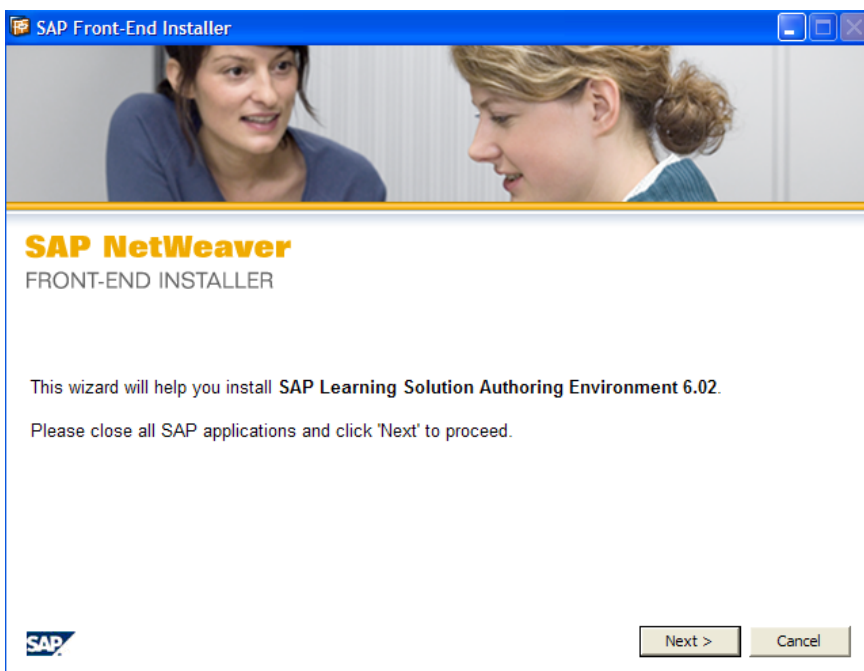 SAP Front-End Installer
SAP NetWeaver
FRONT-END INSTALLER
This wizard will help you install SAP Learning Solution Authoring Environment 6.02.
Please close all SAP applications and click 'Next' to proceed.
SAP
Next >
Cancel